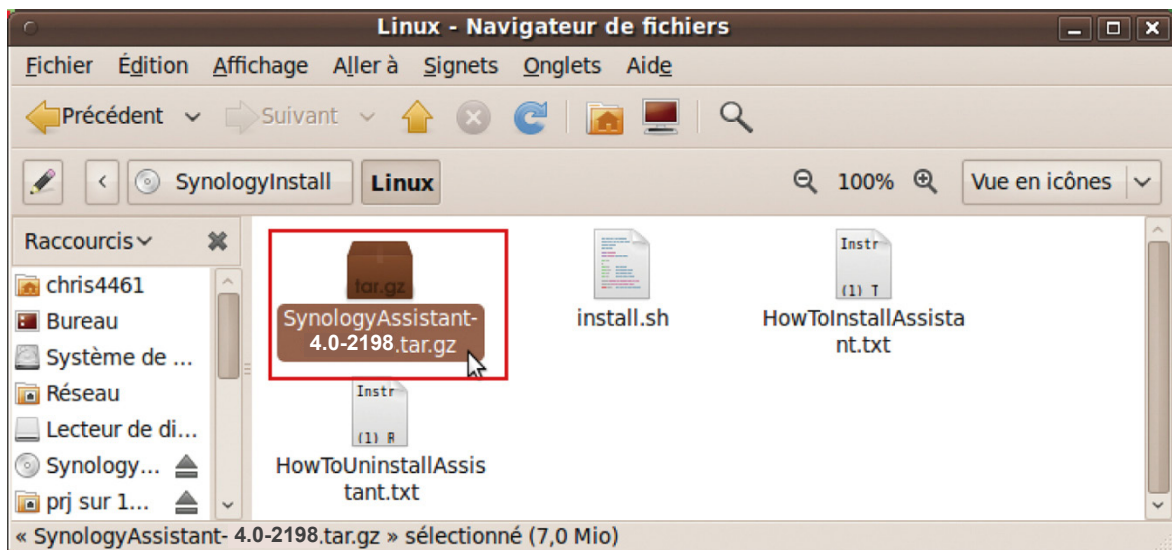 Linux - Navigateur de fichiers
Fichier Édition Affichage Aller à Signets Onglets Aide
Précédent Suivant
SynologyInstall Linux 100% Vue en icônes
Raccourcis
chris4461
Bureau
Système de ...
Réseau
Lecteur de di...
Synology...
prj sur 1...
tar.gz
SynologyAssistant-
4.0-2198.tar.gz
install.sh
Instr
(1) T
HowToInstallAssista
nt.txt
Instr
(1) R
HowToUninstallAssis
tant.txt
« SynologyAssistant- 4.0-2198.tar.gz » sélectionné (7,0 Mio)